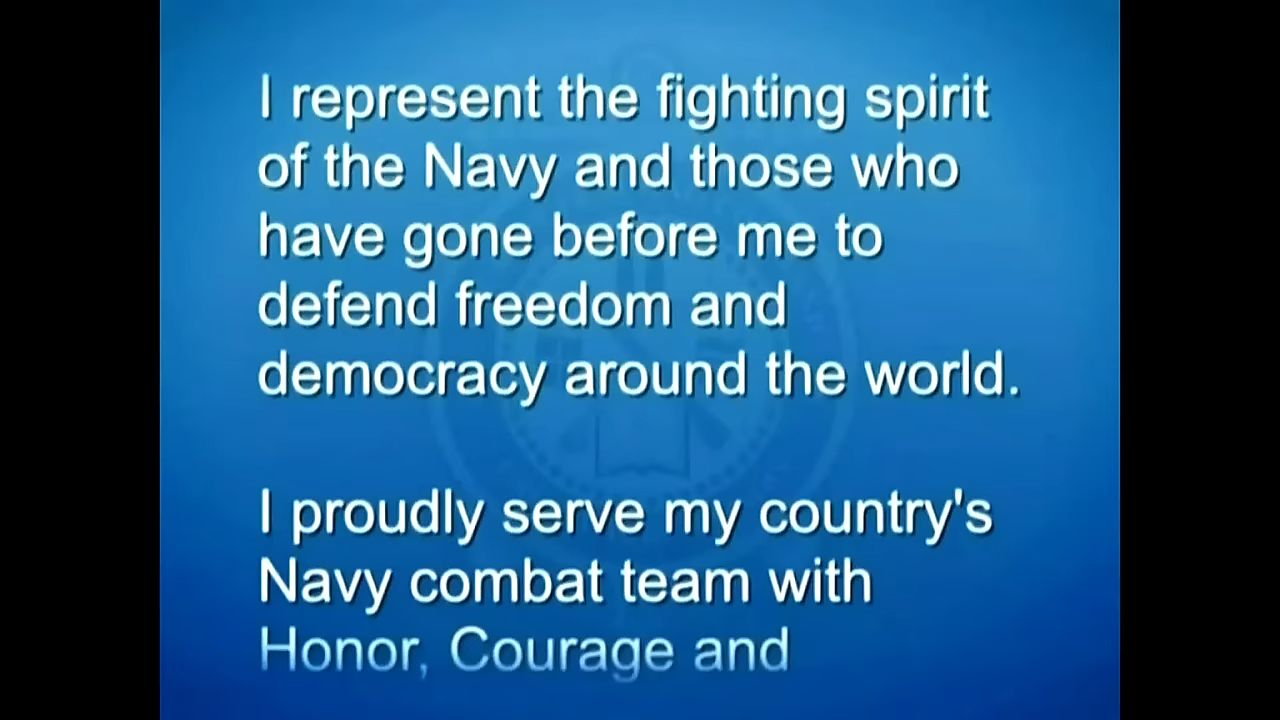 I represent the fighting spirit
of the Navy and those who
have gone before me to
defend freedom and
democracy around the world.
I proudly serve my country's
Navy combat team with
Honor, Courage and